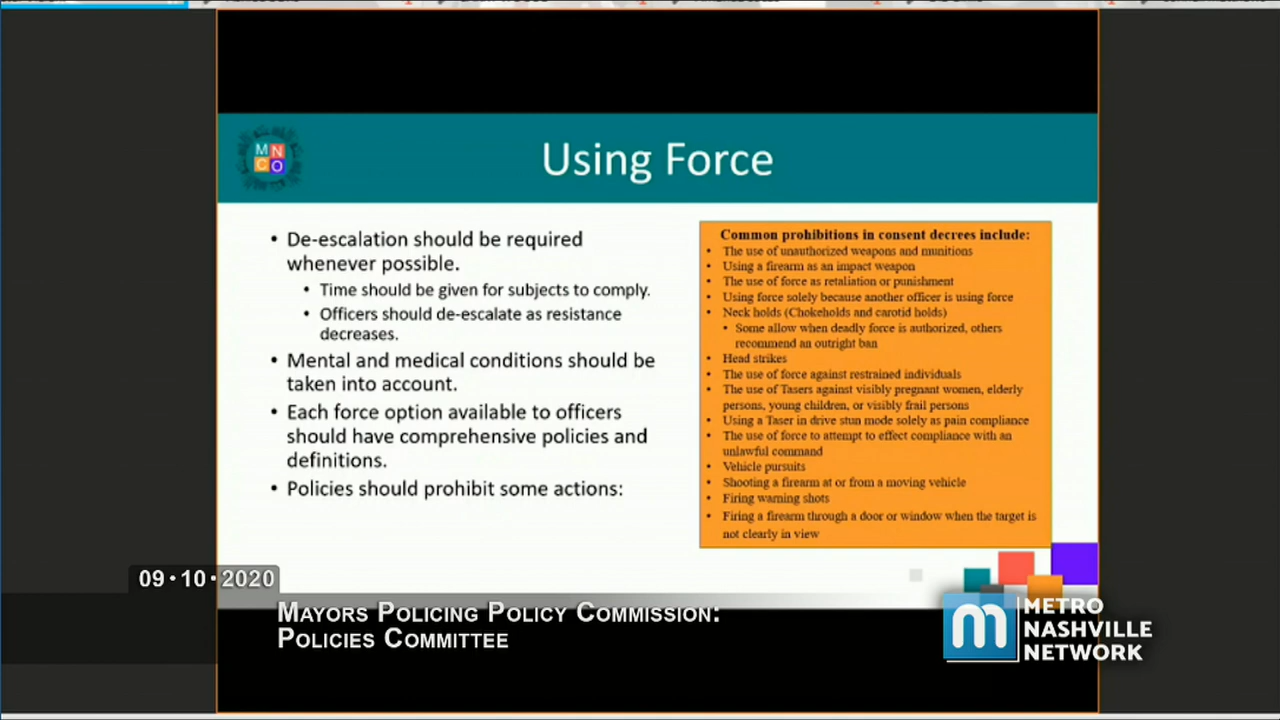 MN
CO
Using Force
• De-escalation should be required
whenever possible.
• Time should be given for subjects to comply.
• Officers should de-escalate as resistance
decreases.
• Mental and medical conditions should be
taken into account.
• Each force option available to officers
should have comprehensive policies and
definitions.
• Policies should prohibit some actions:
Common prohibitions in consent decrees include:
• The use of unauthorized weapons and munitions
• Using a firearm as an impact weapon
• The use of force as retaliation or punishment
• Using force solely because another officer is using force
• Neck holds (Chokeholds and carotid holds)
• Some allow when deadly force is authorized, others
recommend an outright ban
• Head strikes
• The use of force against restrained individuals
• The use of Tasers against visibly pregnant women, elderly
persons, young children, or visibly frail persons
• Using a Taser in drive stun mode solely as pain compliance
• The use of force to attempt to effect compliance with an
unlawful command
• Vehicle pursuits
• Shooting a firearm at or from a moving vehicle
• Firing warning shots
• Firing a firearm through a door or window when the target is
not clearly in view
09•10•2020
Mayors Policing Policy Commission:
Policies Committee
m
METRO
NASHVILLE
NETWORK